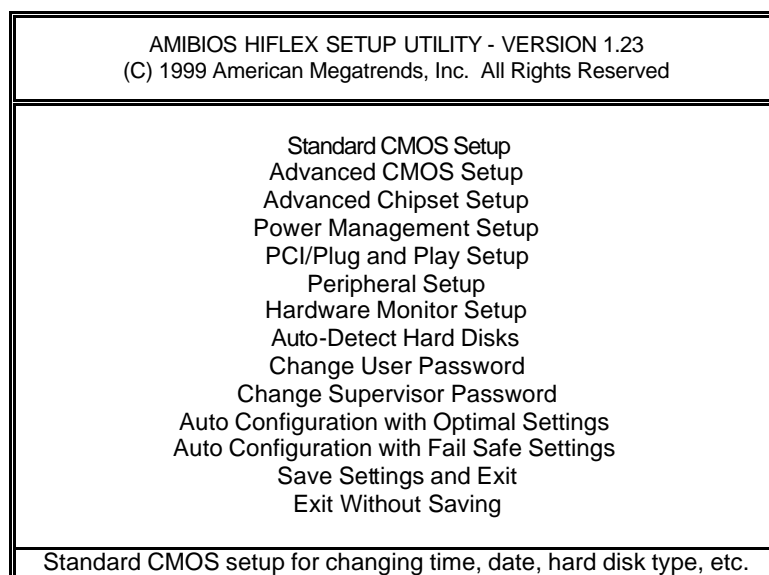 AMIBIOS HIFLEX SETUP UTILITY - VERSION 1.23
(C) 1999 American Megatrends, Inc. All Rights Reserved
Standard CMOS Setup
Advanced CMOS Setup
Advanced Chipset Setup
Power Management Setup
PCI/Plug and Play Setup
Peripheral Setup
Hardware Monitor Setup
Auto-Detect Hard Disks
Change User Password
Change Supervisor Password
Auto Configuration with Optimal Settings
Auto Configuration with Fail Safe Settings
Save Settings and Exit
Exit Without Saving
Standard CMOS setup for changing time, date, hard disk type, etc.